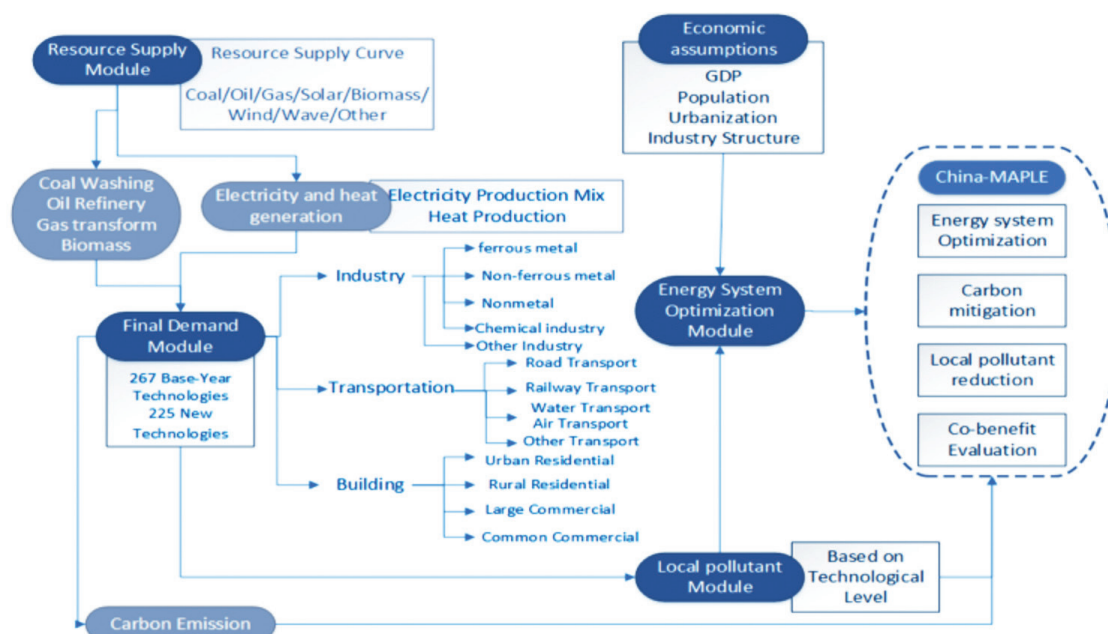 Resource Supply
Module
Resource Supply Curve
Coal/Oil/Gas/Solar/Biomass/
Wind/Wave/Other
Economic
assumptions
GDP
Population
Urbanization
Industry Structure
Coal Washing
Oil Refinery
Gas transform
Biomass
Electricity and heat
generation
Electricity Production Mix
Heat Production
China-MAPLE
Energy system
Optimization
Carbon
mitigation
Local pollutant
reduction
Co-benefit
Evaluation
Final Demand
Module
267 Base-Year
Technologies
225 New
Technologies
Industry
ferrous metal
Non-ferrous metal
Nonmetal
Chemical industry
Other Industry
Transportation
Road Transport
Railway Transport
Water Transport
Air Transport
Other Transport
Building
Urban Residential
Rural Residential
Large Commercial
Common Commercial
Energy System
Optimization
Module
Local pollutant
Module
Based on
Technological
Level
Carbon Emission